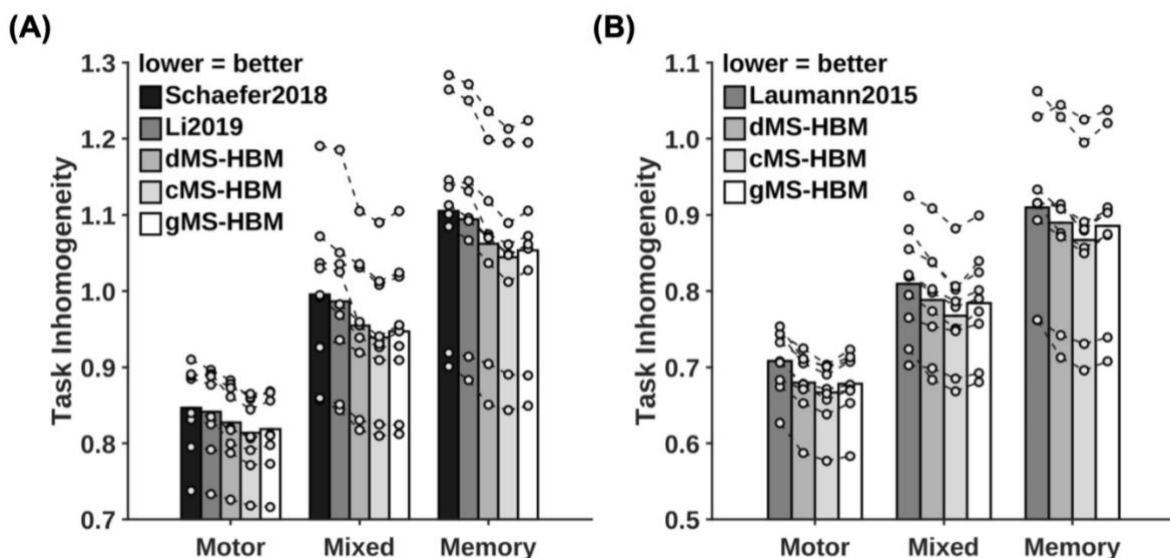 (A)
lower = better
Schaefer2018
Li2019
dMS-HBM
cMS-HBM
gMS-HBM
Task Inhomogeneity
1.3
1.2
1.1
1.0
0.9
0.8
0.7
Motor Mixed Memory
(B)
lower = better
Laumann2015
dMS-HBM
cMS-HBM
gMS-HBM
Task Inhomogeneity
1.1
1.0
0.9
0.8
0.7
0.6
0.5
Motor Mixed Memory